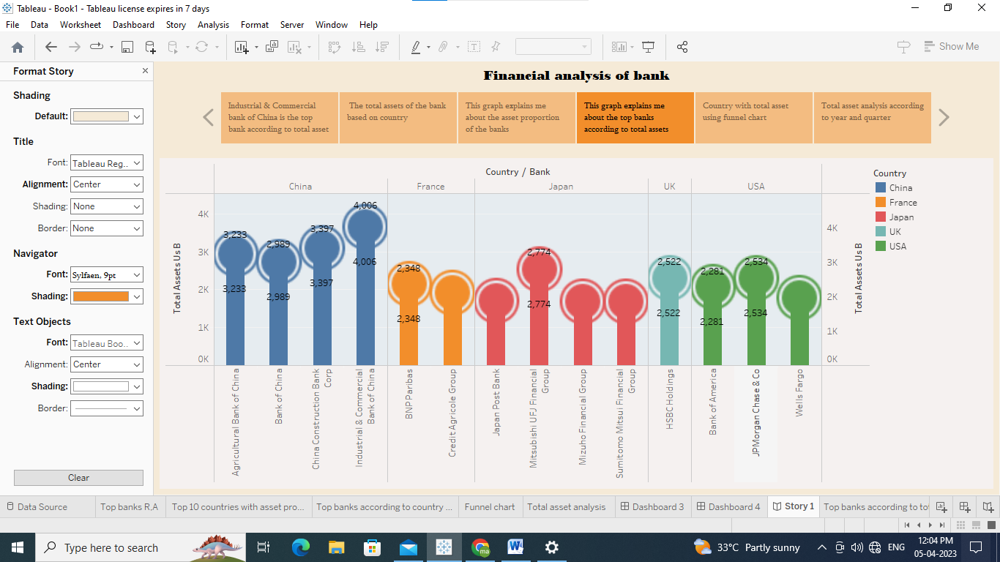 Tableau - Book1 - Tableau license expires in 7 days
File Data Worksheet Dashboard Story Analysis Format Server Window Help
Show Me
Format Story
Shading
Default:
Title
Font: Tableau Reg..
Alignment: Center
Shading: None
Border: None
Navigator
Font: Sylfaen, 9pt
Shading:
Text Objects
Font: Tableau Boo..
Alignment: Center
Shading:
Border:
Clear
Financial analysis of bank
Industrial & Commercial
bank of China is the top
bank according to total asset
The total assets of the bank
based on country
This graph explains me
about the asset proportion
of the banks
This graph explains me
about the top banks
according to total assets
Country with total asset
using funnel chart
Total asset analysis according
to year and quarter
Country / Bank
China France Japan UK USA
Total Assets Us B
4K
3K
2K
1K
0K
3,233
3,233
2,989
2,989
3,397
3,397
4,006
4,006
2,348
2,348
2,774
2,774
2,522
2,522
2,281
2,281
2,534
2,534
4K
3K
2K
1K
0K
Total Assets Us B
Agricultural Bank of China
Bank of China
China Construction Bank
Corp
Industrial & Commercial
Bank of China
BNP Paribas
Credit Agricole Group
Japan Post Bank
Mitsubishi UFJ Financial
Group
Mizuho Financial Group
Sumitomo Mitsui Financial
Group
HSBC Holdings
Bank of America
JPMorgan Chase & Co
Wells Fargo
Country
China
France
Japan
UK
USA
Data Source Top banks R.A Top 10 countries with asset pro... Top banks according to country ... Funnel chart Total asset analysis Dashboard 3 Dashboard 4 Story 1 Top banks according to tot
Type here to search
33°C Partly sunny
ENG
12:04 PM
05-04-2023